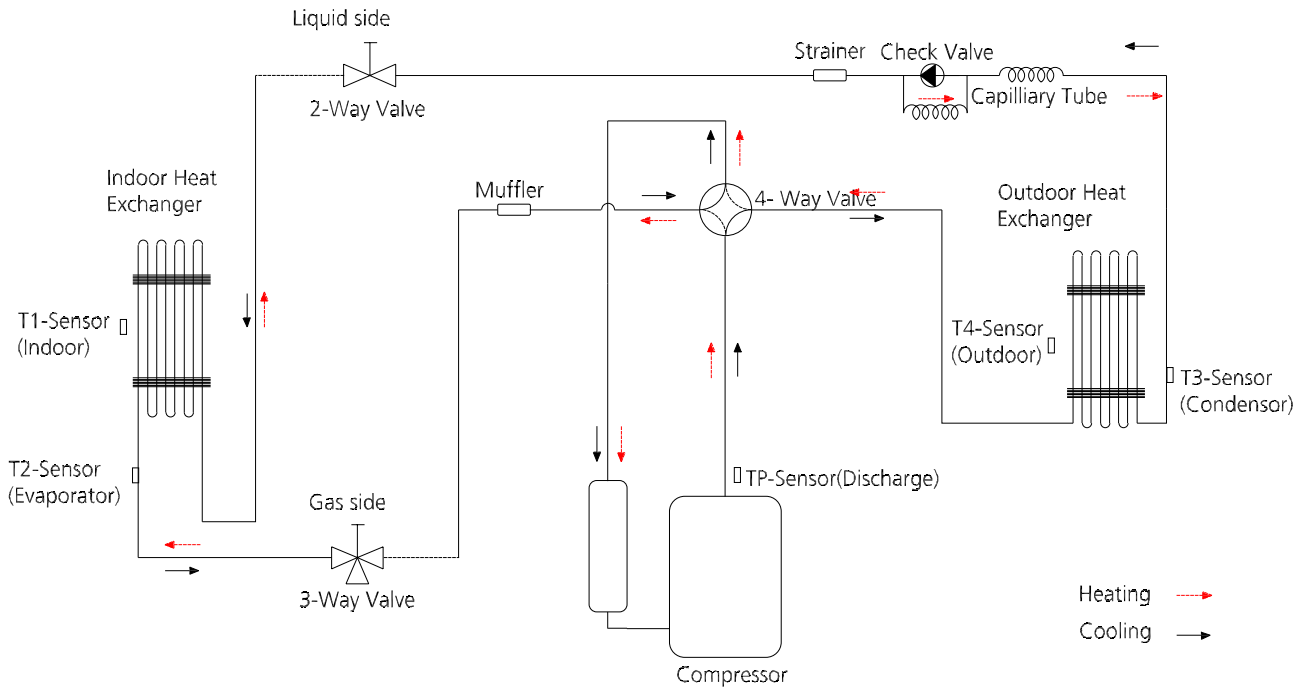 Liquid side
2-Way Valve
Strainer
Check Valve
Capilliary Tube
Indoor Heat
Exchanger
Muffler
4- Way Valve
Outdoor Heat
Exchanger
T1-Sensor
(Indoor)
T4-Sensor
(Outdoor)
T3-Sensor
(Condensor)
T2-Sensor
(Evaporator)
TP-Sensor(Discharge)
Gas side
3-Way Valve
Compressor
Heating
Cooling